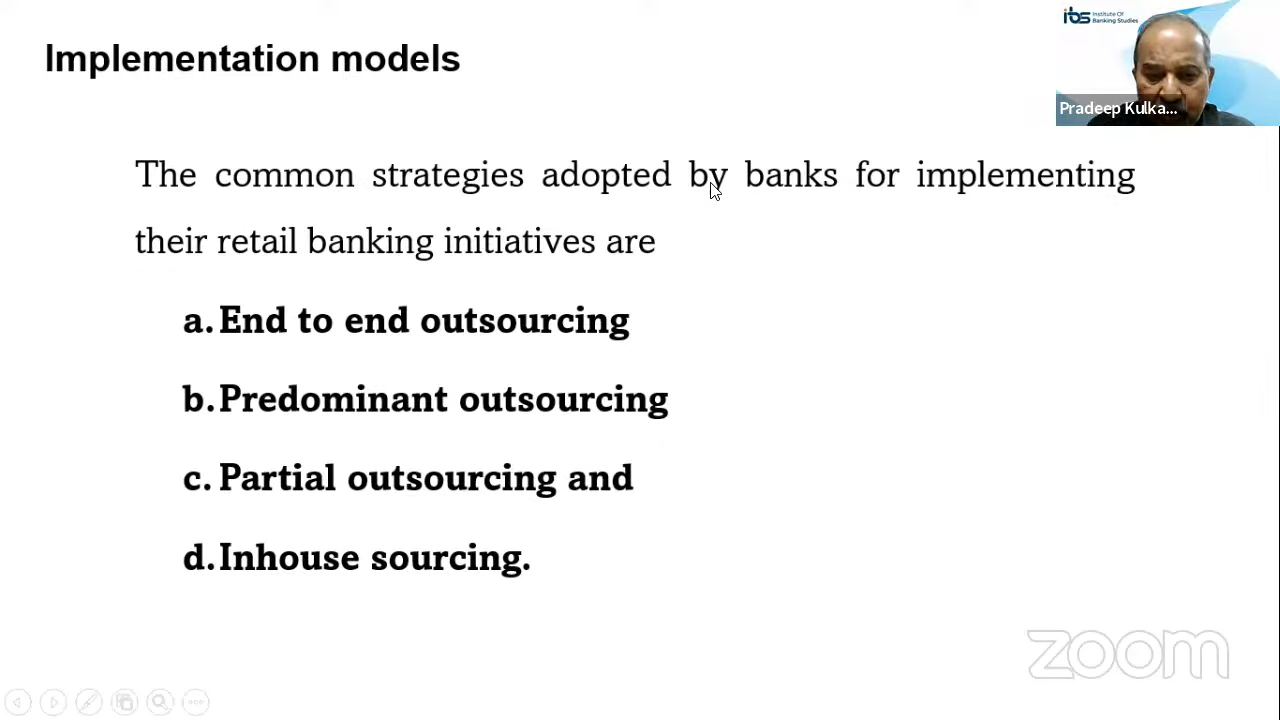 ibs Institute Of
Banking Studies
Implementation models
Pradeep Kulka...
The common strategies adopted by banks for implementing
their retail banking initiatives are
a. End to end outsourcing
b. Predominant outsourcing
c. Partial outsourcing and
d. Inhouse sourcing.
zoom